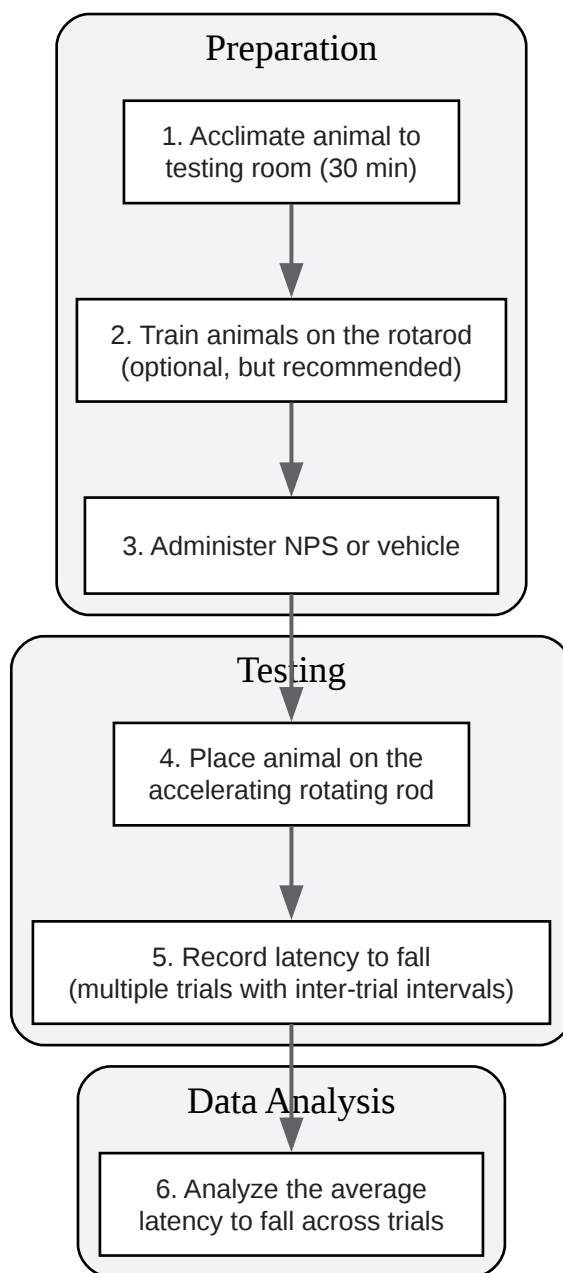 Preparation
1. Acclimate animal to
testing room (30 min)
2. Train animals on the rotarod
(optional, but recommended)
3. Administer NPS or vehicle
Testing
4. Place animal on the
accelerating rotating rod
5. Record latency to fall
(multiple trials with inter-trial intervals)
Data Analysis
6. Analyze the average
latency to fall across trials